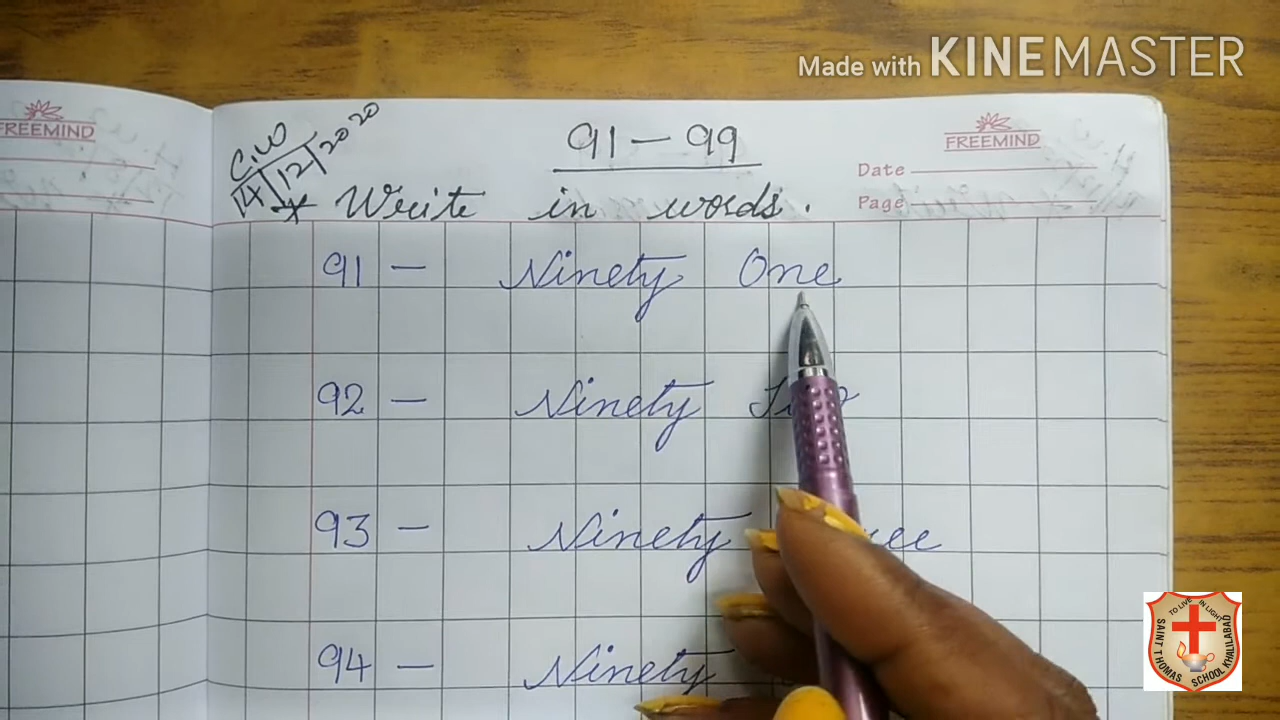 Made with KINEMASTER
FREEMIND
FREEMIND
C.W
14/12/2020
91 - 99
Date
Page
* Write in words.
91 - Ninety One
92 - Ninety
93 - Ninety
94 - Ninety
TO LIVE IN LIGHT
SAINT THOMAS SCHOOL KHALILABAD